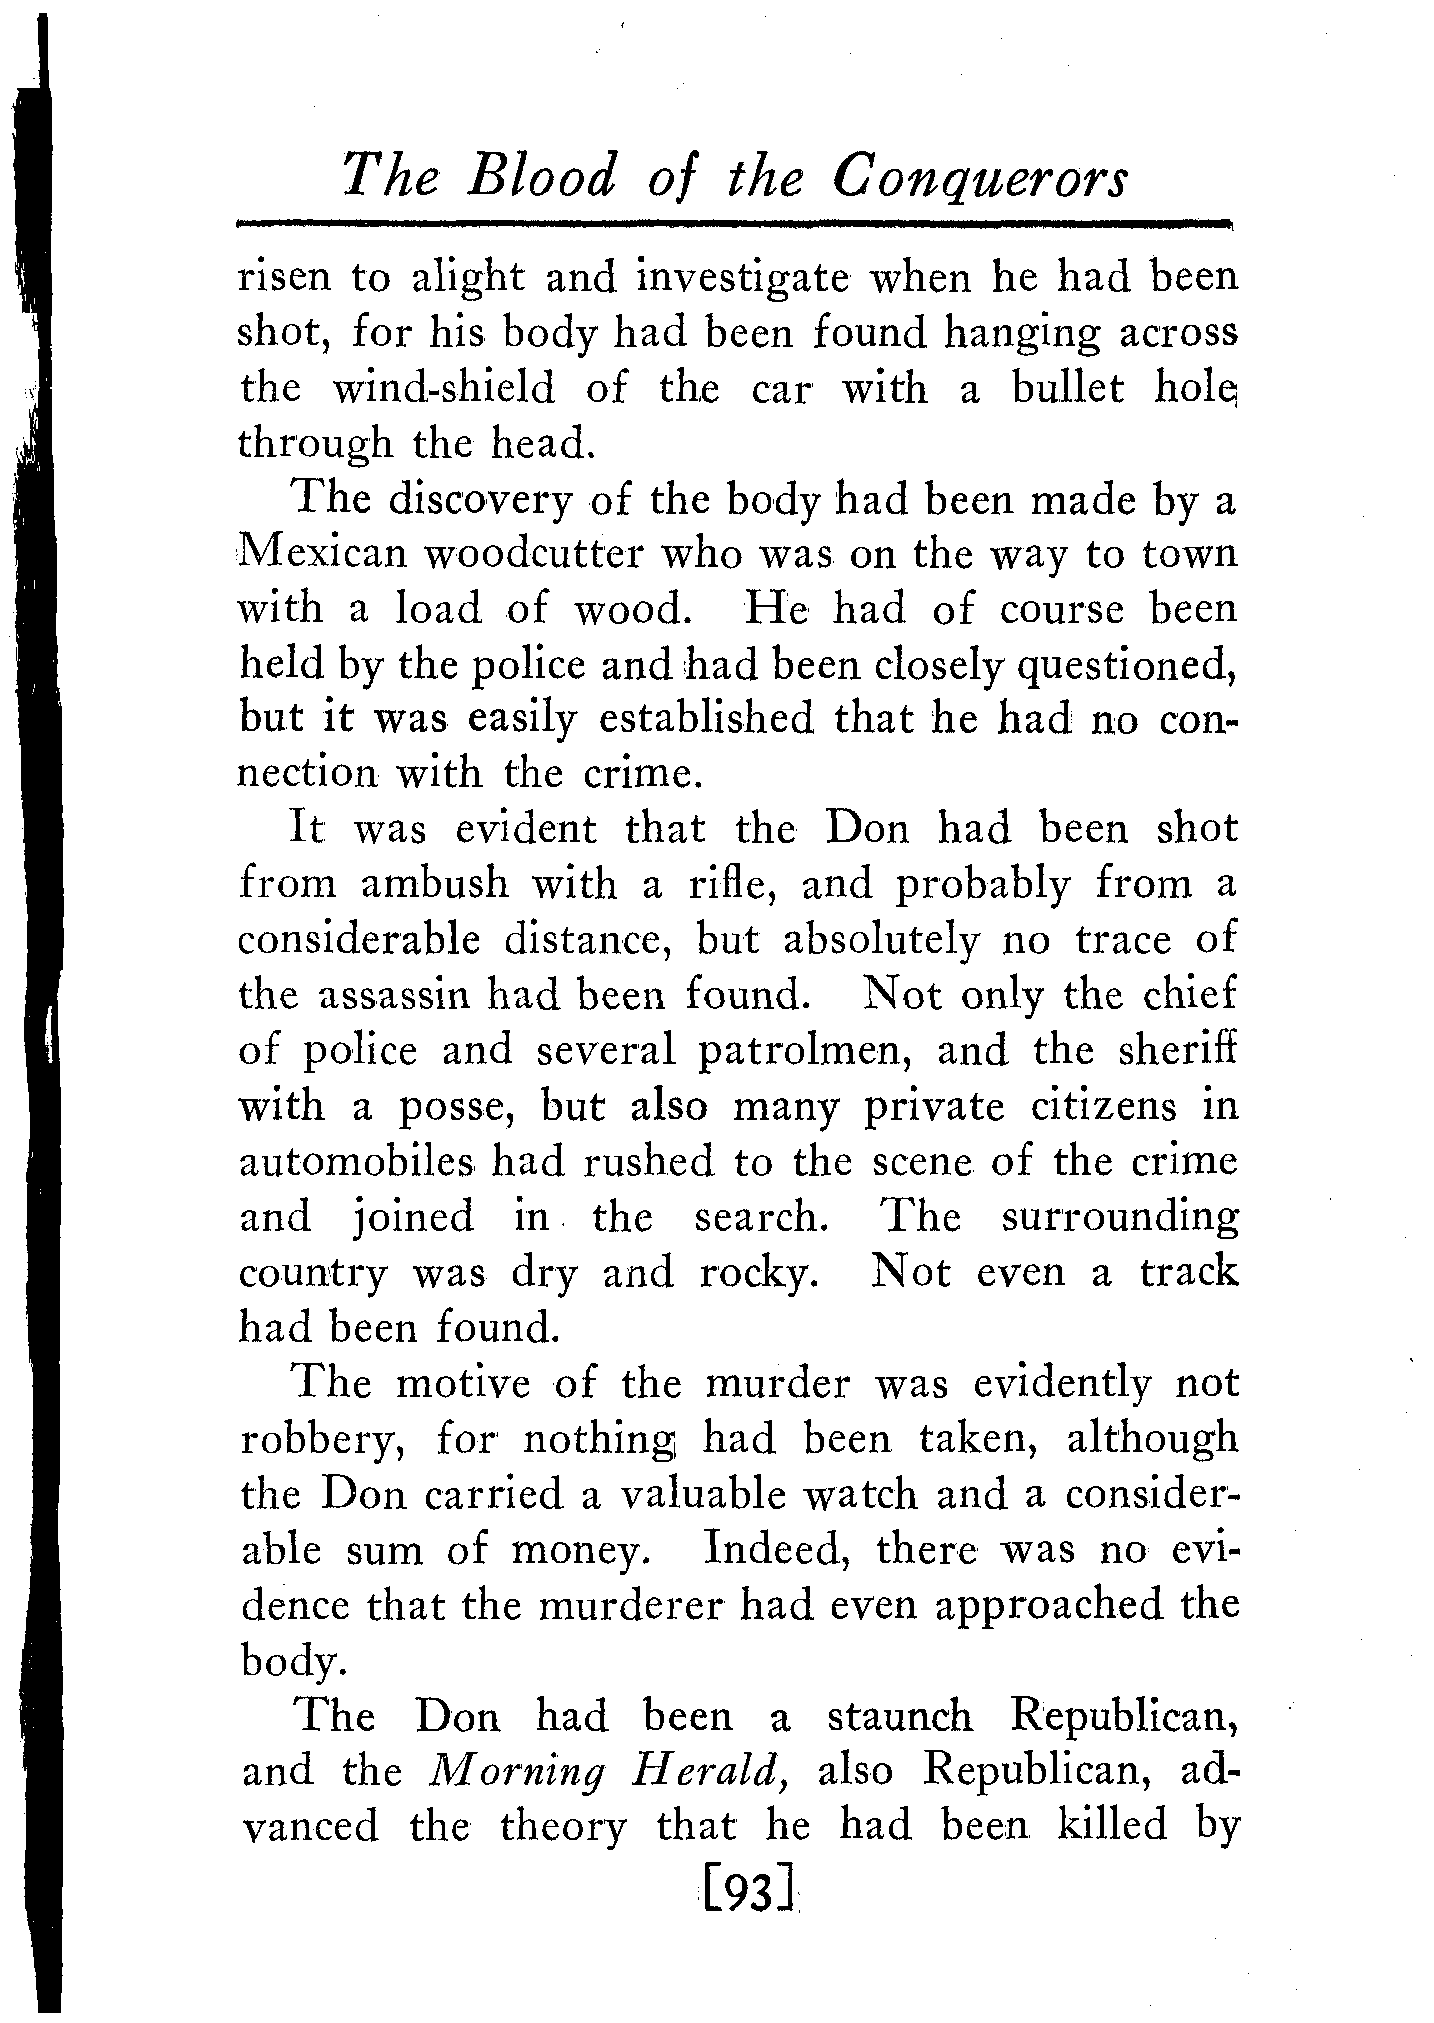 The Blood of the Conquerors
risen to alight and investigate when he had been
shot, for his body had been found hanging across
the wind-shield of the car with a bullet hole
through the head.
The discovery of the body had been made by a
Mexican woodcutter who was on the way to town
with a load of wood. He had of course been
held by the police and had been closely questioned,
but it was easily established that he had no con-
nection with the crime.
It was evident that the Don had been shot
from ambush with a rifle, and probably from a
considerable distance, but absolutely no trace of
the assassin had been found. Not only the chief
of police and several patrolmen, and the sheriff
with a posse, but also many private citizens in
automobiles had rushed to the scene of the crime
and joined in the search. The surrounding
country was dry and rocky. Not even a track
had been found.
The motive of the murder was evidently not
robbery, for nothing had been taken, although
the Don carried a valuable watch and a consider-
able sum of money. Indeed, there was no evi-
dence that the murderer had even approached the
body.
The Don had been a staunch Republican,
and the Morning Herald, also Republican, ad-
vanced the theory that he had been killed by
[93]